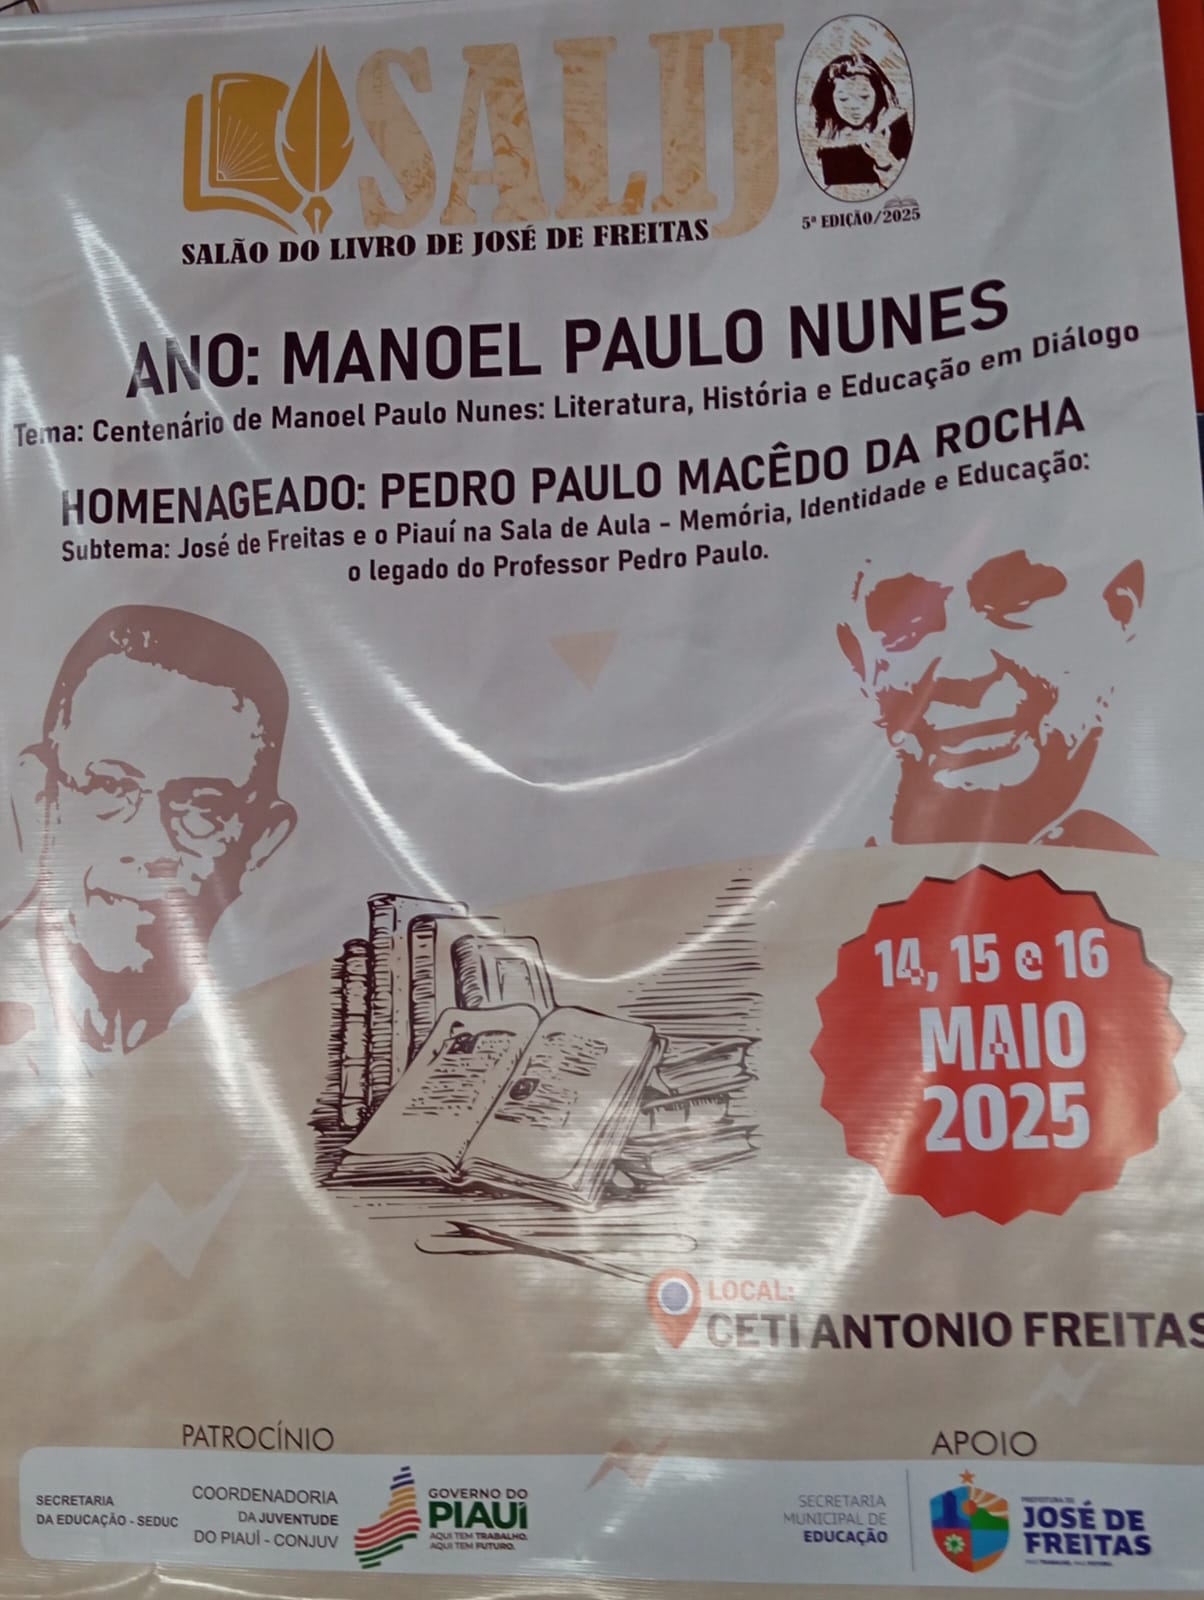 SALIJ
SALÃO DO LIVRO DE JOSÉ DE FREITAS
5ª EDIÇÃO/2025
ANO: MANOEL PAULO NUNES
Tema: Centenário de Manoel Paulo Nunes: Literatura, História e Educação em Diálogo
HOMENAGEADO: PEDRO PAULO MACÊDO DA ROCHA
Subtema: José de Freitas e o Piauí na Sala de Aula - Memória, Identidade e Educação:
o legado do Professor Pedro Paulo.
14, 15 e 16
MAIO
2025
LOCAL:
CETI ANTONIO FREITAS
PATROCÍNIO
APOIO
SECRETARIA
DA EDUCAÇÃO - SEDUC
COORDENADORIA
DA JUVENTUDE
DO PIAUÍ - CONJUV
GOVERNO DO
PIAUÍ
AQUI TEM TRABALHO.
AQUI TEM FUTURO.
SECRETARIA
MUNICIPAL DE
EDUCAÇÃO
PREFEITURA DE
JOSÉ DE
FREITAS